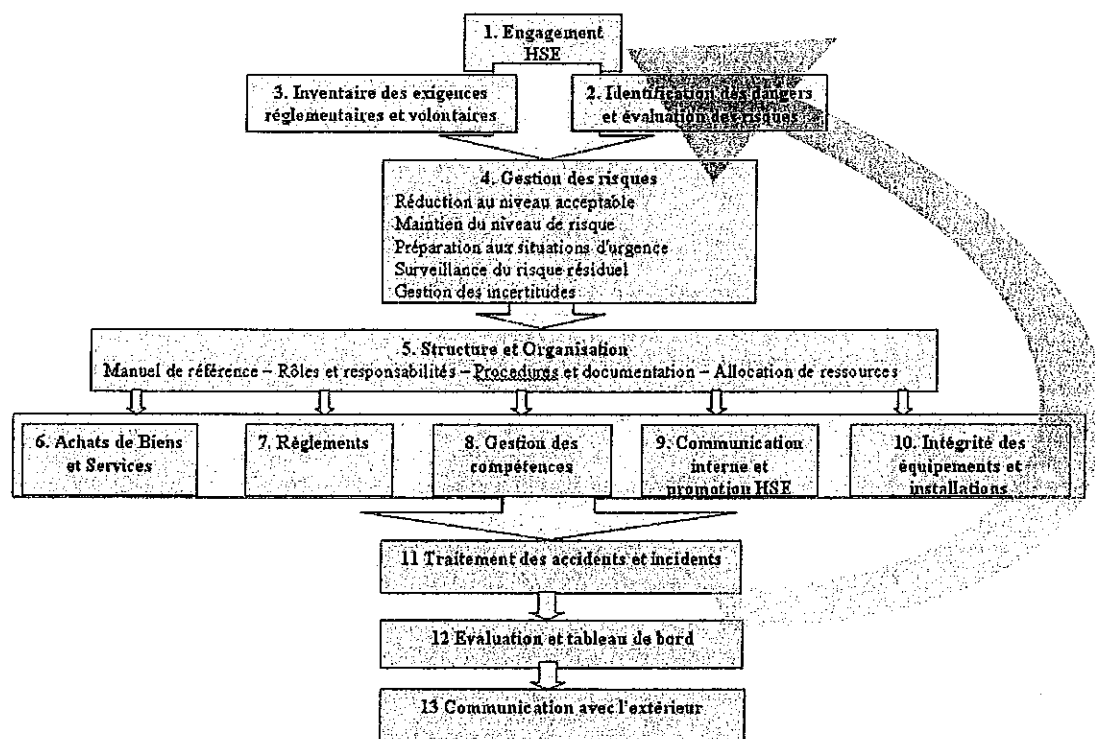 1. Engagement
HSE
3. Inventaire des exigences
réglementaires et volontaires
2. Identification des dangers
et évaluation des risques
4. Gestion des risques
Réduction au niveau acceptable
Maintien du niveau de risque
Préparation aux situations d'urgence
Surveillance du risque résiduel
Gestion des incertitudes
5. Structure et Organisation
Manuel de référence – Rôles et responsabilités – Procédures et documentation – Allocation de ressources
6. Achats de Biens
et Services
7. Règlements
8. Gestion des
compétences
9. Communication
interne et
promotion HSE
10. Intégrité des
équipements et
installations
11 Traitement des accidents et incidents
12 Evaluation et tableau de bord
13 Communication avec l'extérieur